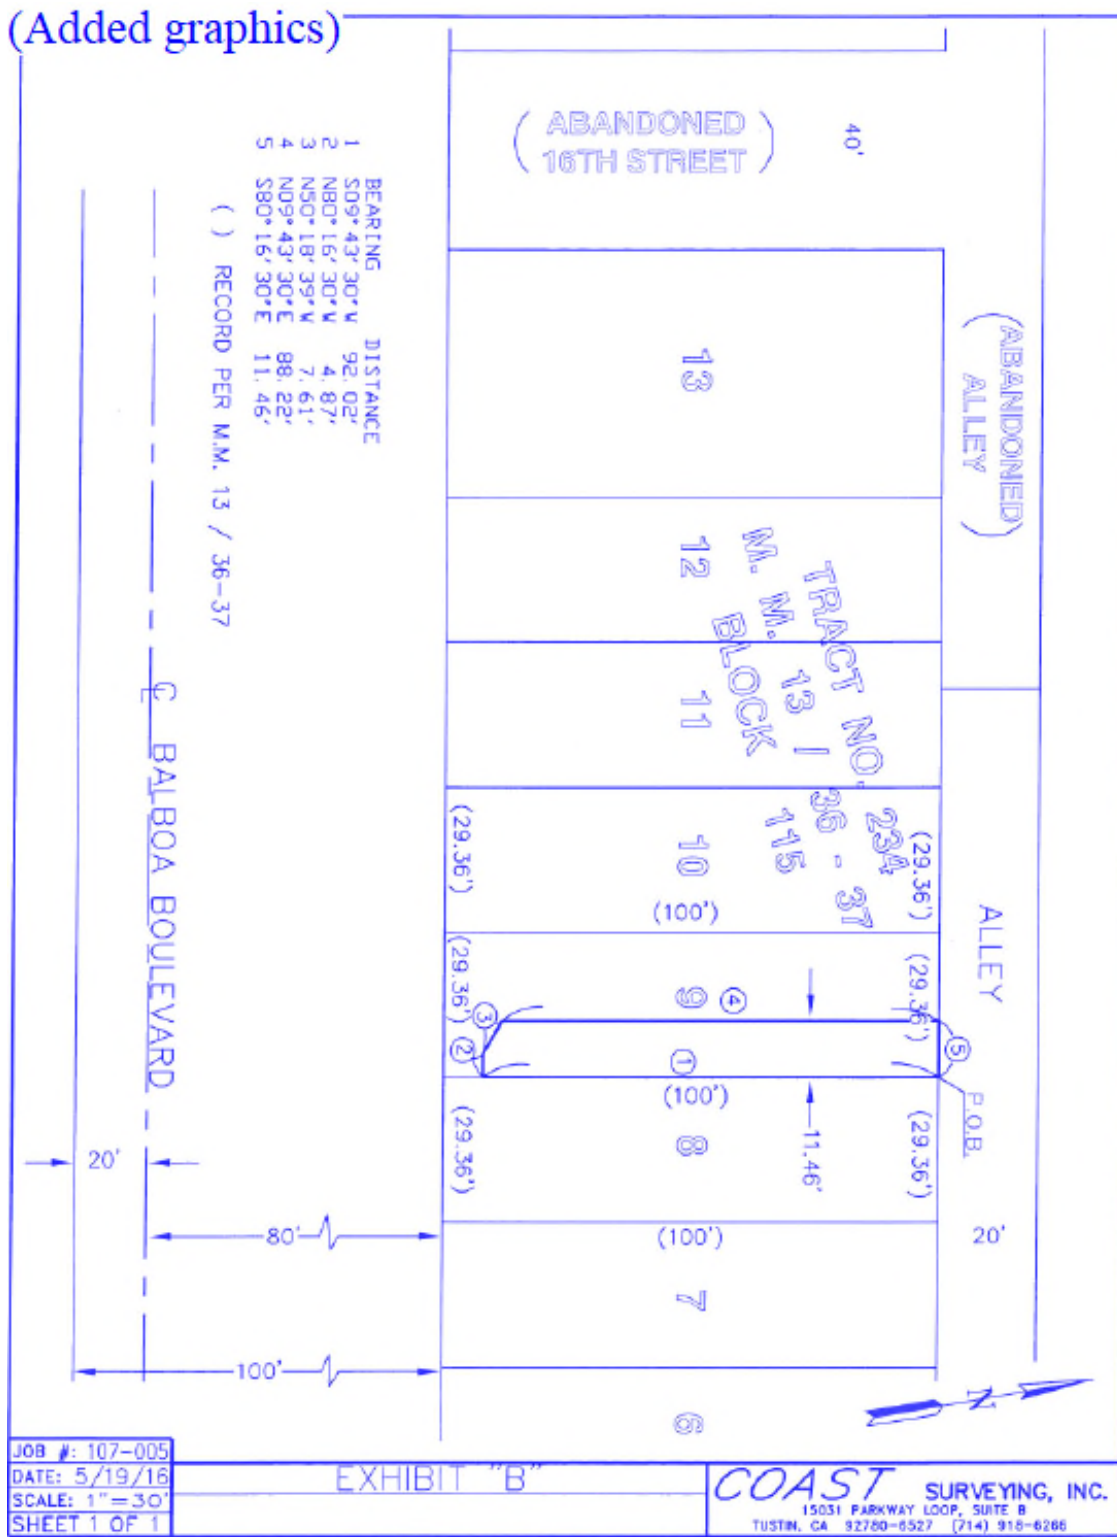 (Added graphics)
( ABANDONED
16TH STREET )
40'
BEARING DISTANCE
1 S09°43'30"W 92.02'
2 N80°16'30"W 4.87'
3 N50°18'39"W 7.61'
4 N09°43'30"E 88.22'
5 S80°16'30"E 11.46'
( ) RECORD PER M.M. 13 / 36-37
(ABANDONED
ALLEY)
13
12
TRACT NO. 234
M. M. 13 / 36 - 37
BLOCK 115
11
10
(29.36')
(29.36')
(100')
ALLEY
℄ BALBOA BOULEVARD
(29.36')
(29.36')
9
4
3
2
1
5
P.O.B.
(100')
8
11.46'
(29.36')
(29.36')
20'
80'
(100')
20'
7
100'
N
6
JOB #: 107-005
DATE: 5/19/16
SCALE: 1"=30'
SHEET 1 OF 1
EXHIBIT "B"
COAST SURVEYING, INC.
15031 PARKWAY LOOP, SUITE B
TUSTIN, CA 92780-6527 (714) 918-6266